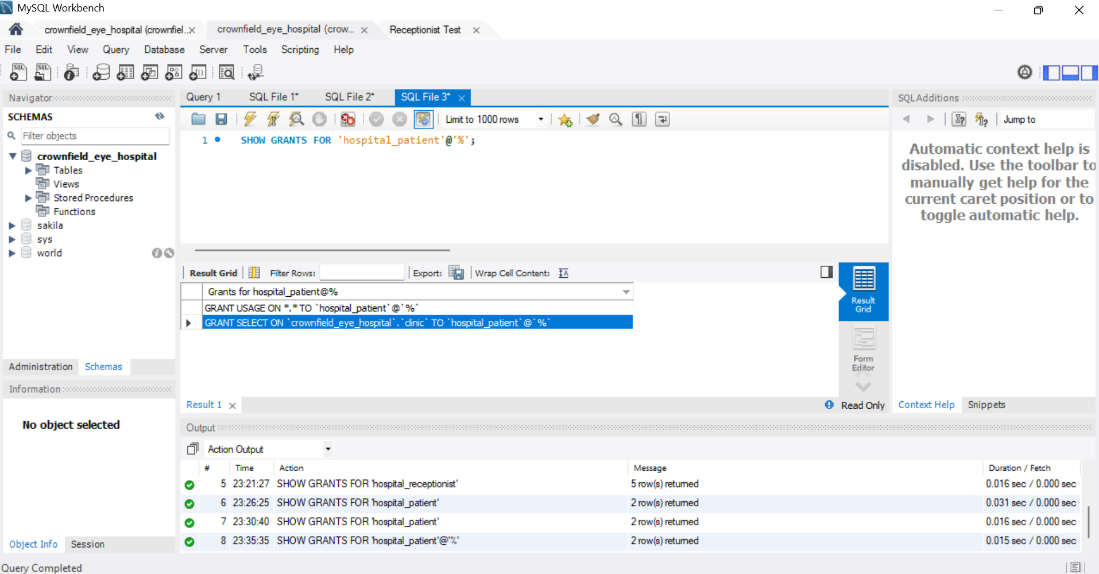 MySQL Workbench
crownfield_eye_hospital (crownfiel... × crownfield_eye_hospital (crow... × Receptionist Test ×
File Edit View Query Database Server Tools Scripting Help
Navigator
SCHEMAS
Filter objects
crownfield_eye_hospital
Tables
Views
Stored Procedures
Functions
sakila
sys
world
Administration Schemas
Information
No object selected
Object Info Session
Query 1 SQL File 1* SQL File 2* SQL File 3* ×
Limit to 1000 rows
1 SHOW GRANTS FOR 'hospital_patient'@'%';
Result Grid Filter Rows: Export: Wrap Cell Content:
Grants for hospital_patient@%
GRANT USAGE ON *.* TO `hospital_patient`@`%`
GRANT SELECT ON `crownfield_eye_hospital`.`clinic` TO `hospital_patient`@`%`
Result Grid
Form Editor
Result 1 × Read Only
SQLAdditions
Jump to
Automatic context help is
disabled. Use the toolbar to
manually get help for the
current caret position or to
toggle automatic help.
Context Help Snippets
Output
Action Output
# Time Action Message Duration / Fetch
5 23:21:27 SHOW GRANTS FOR 'hospital_receptionist' 5 row(s) returned 0.016 sec / 0.000 sec
6 23:26:25 SHOW GRANTS FOR 'hospital_patient' 2 row(s) returned 0.031 sec / 0.000 sec
7 23:30:40 SHOW GRANTS FOR 'hospital_patient' 2 row(s) returned 0.016 sec / 0.000 sec
8 23:35:35 SHOW GRANTS FOR 'hospital_patient'@'%' 2 row(s) returned 0.015 sec / 0.000 sec
Query Completed